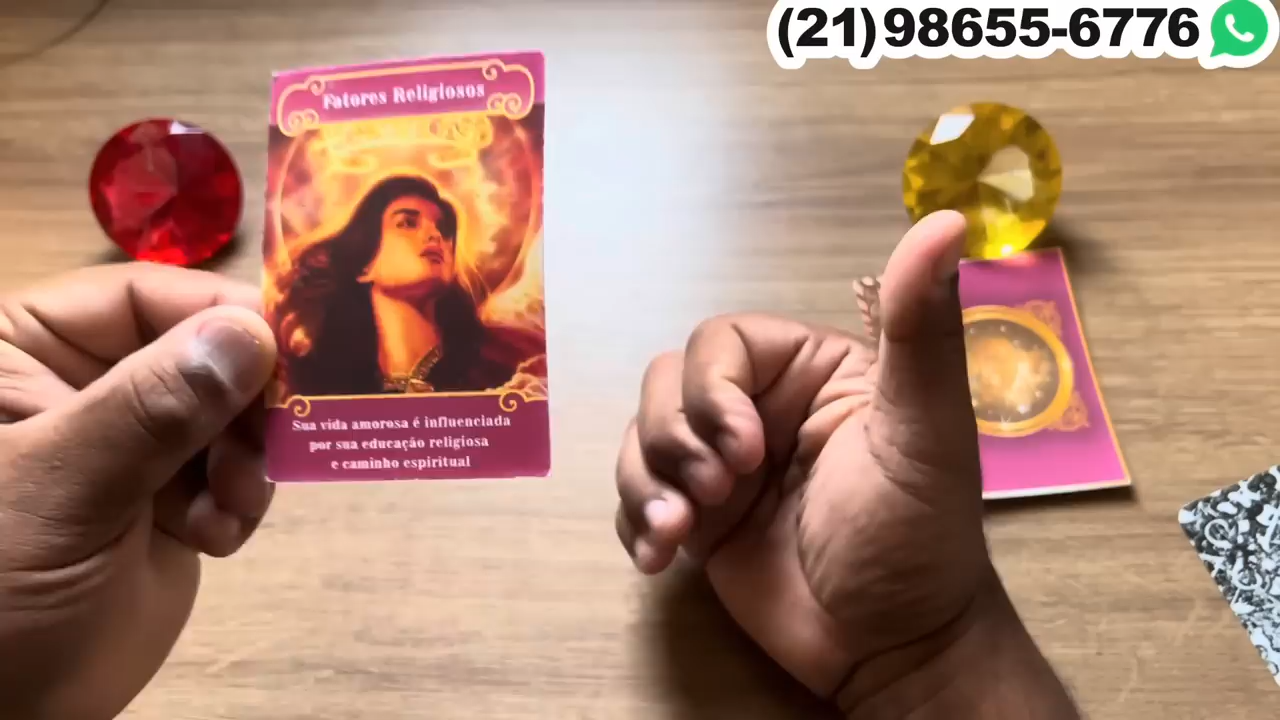 (21)98655-6776
Fatores Religiosos
Sua vida amorosa é influenciada
por sua educação religiosa
e caminho espiritual